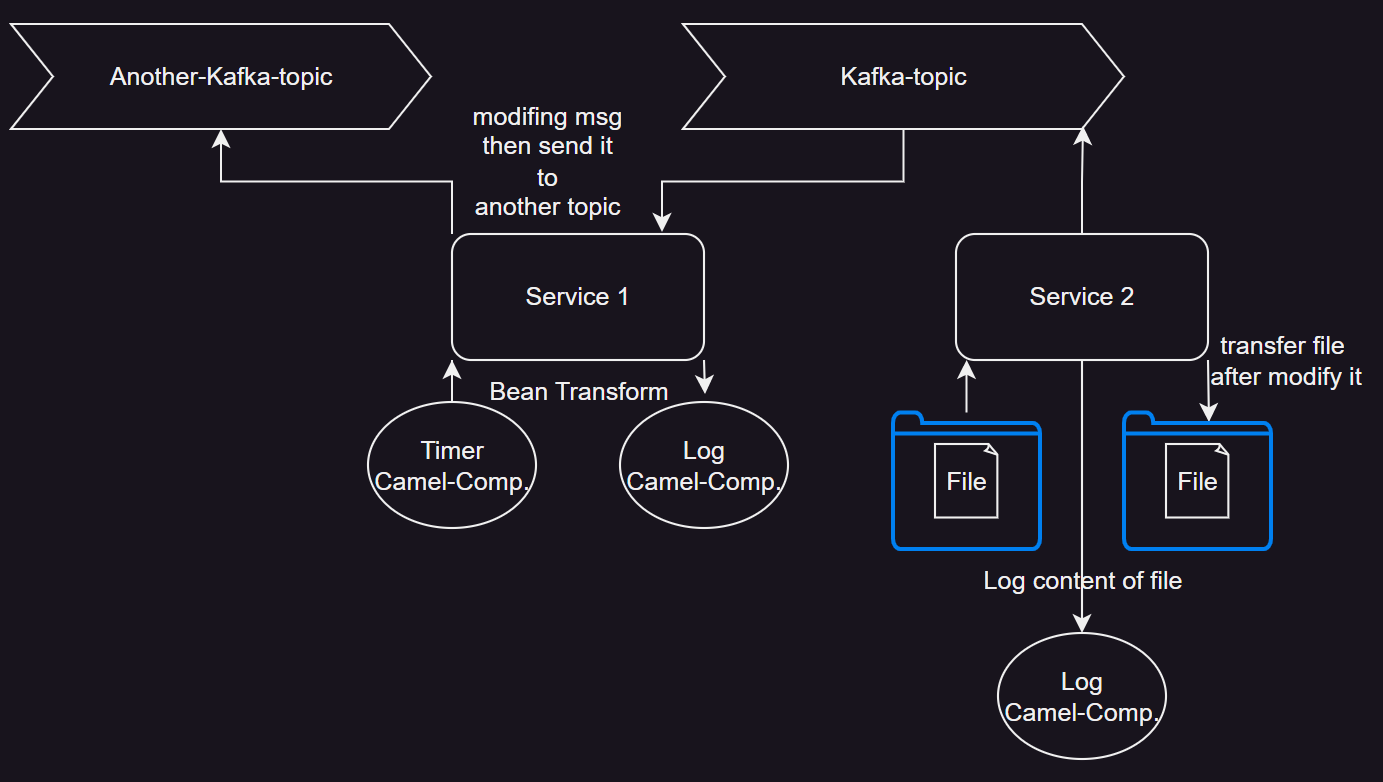 Another-Kafka-topic
Kafka-topic
modifing msg
then send it
to
another topic
Service 1
Service 2
transfer file
after modify it
Bean Transform
Timer
Camel-Comp.
Log
Camel-Comp.
File
File
Log content of file
Log
Camel-Comp.